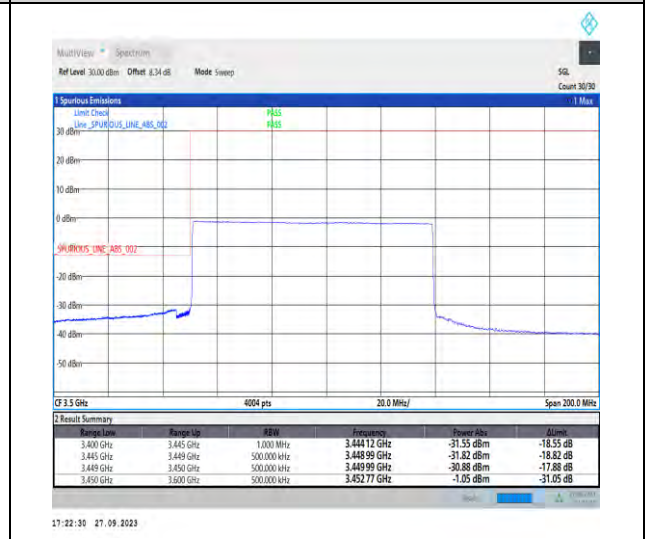 MultiView Spectrum
Ref Level 30.00 dBm Offset 8.34 dB Mode Sweep SGL
Count 30/30
1 Spurious Emissions 1 Max
Limit Check PASS
Line _SPURIOUS_LINE_ABS_002 PASS
30 dBm
20 dBm
10 dBm
0 dBm
_SPURIOUS_LINE_ABS_002
-20 dBm
-30 dBm
-40 dBm
-50 dBm
CF 3.5 GHz 4004 pts 20.0 MHz/ Span 200.0 MHz
2 Result Summary
Range Low Range Up RBW Frequency Power Abs ΔLimit
3.400 GHz 3.445 GHz 1.000 MHz 3.444 12 GHz -31.55 dBm -18.55 dB
3.445 GHz 3.449 GHz 500.000 kHz 3.448 99 GHz -31.82 dBm -18.82 dB
3.449 GHz 3.450 GHz 500.000 kHz 3.449 99 GHz -30.88 dBm -17.88 dB
3.450 GHz 3.600 GHz 500.000 kHz 3.452 77 GHz -1.05 dBm -31.05 dB
17:22:30 27.09.2023